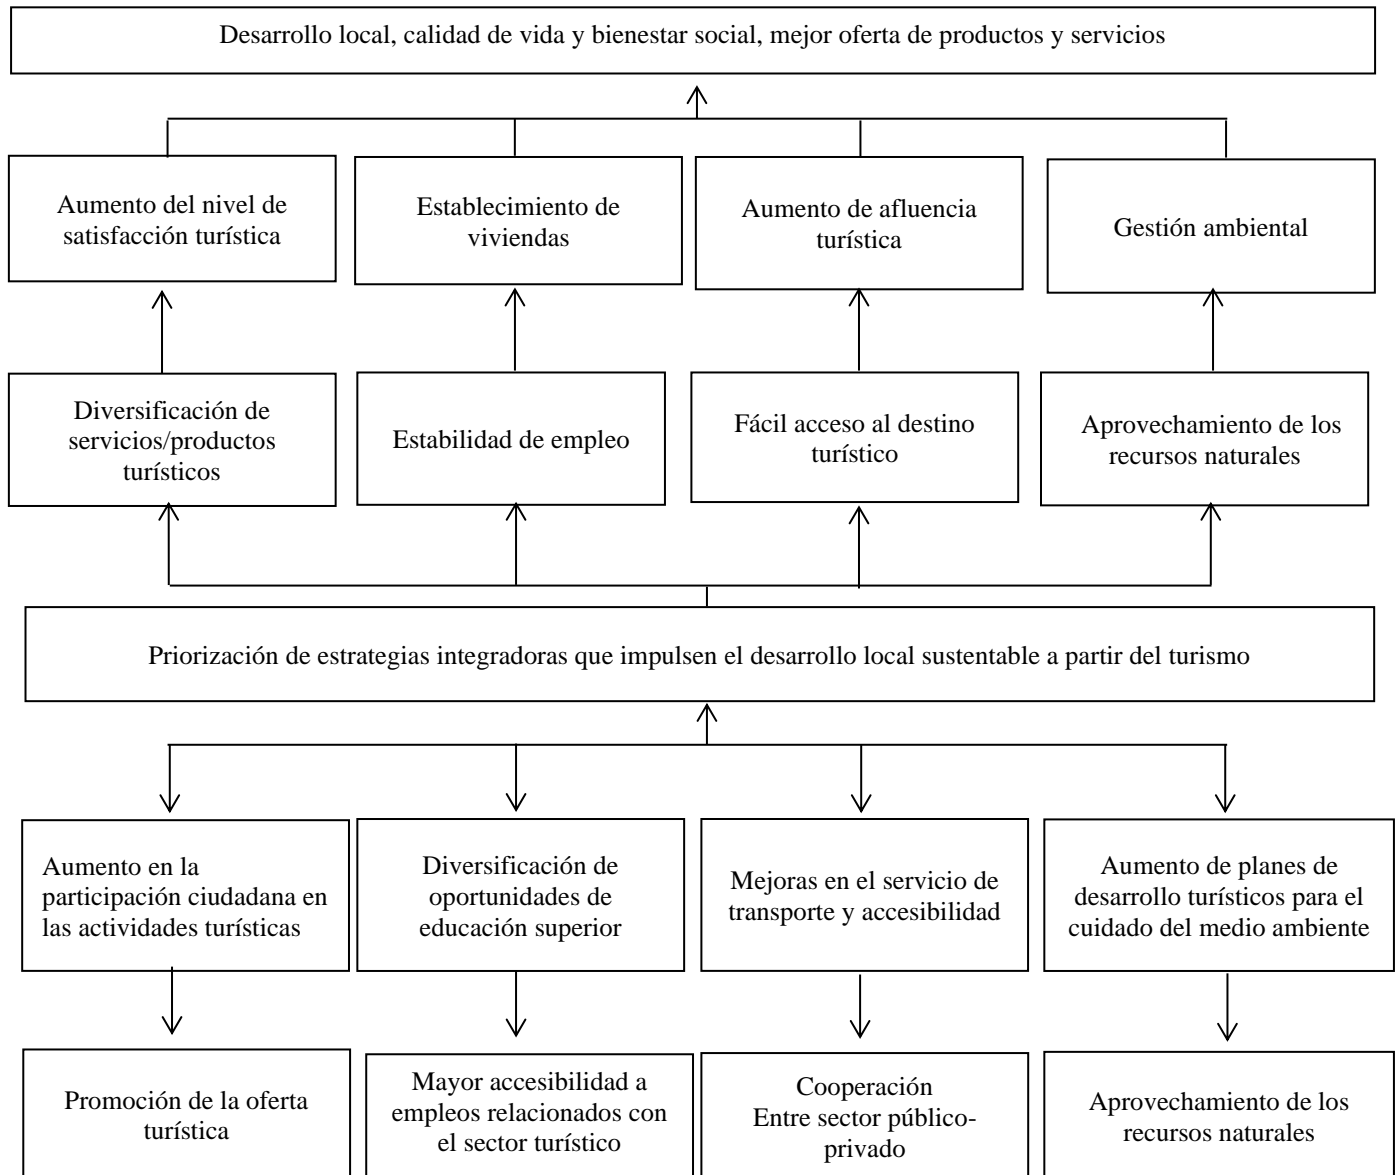 Desarrollo local, calidad de vida y bienestar social, mejor oferta de productos y servicios
Aumento del nivel de
satisfacción turística
Establecimiento de
viviendas
Aumento de afluencia
turística
Gestión ambiental
Diversificación de
servicios/productos
turísticos
Estabilidad de empleo
Fácil acceso al destino
turístico
Aprovechamiento de los
recursos naturales
Priorización de estrategias integradoras que impulsen el desarrollo local sustentable a partir del turismo
Aumento en la
participación ciudadana en
las actividades turísticas
Diversificación de
oportunidades de
educación superior
Mejoras en el servicio de
transporte y accesibilidad
Aumento de planes de
desarrollo turísticos para el
cuidado del medio ambiente
Promoción de la oferta
turística
Mayor accesibilidad a
empleos relacionados con
el sector turístico
Cooperación
Entre sector público-
privado
Aprovechamiento de los
recursos naturales